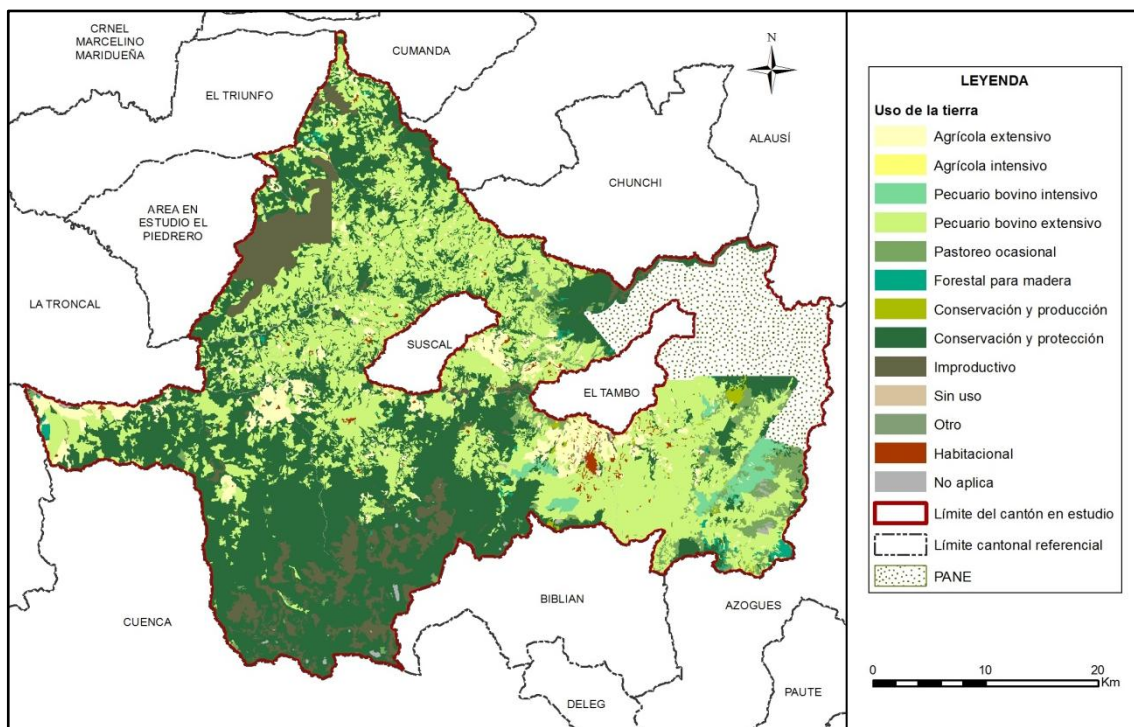 CRNEL
MARCELINO
MARIDUEÑA
CUMANDA
N
EL TRIUNFO
ALAUSÍ
CHUNCHI
AREA EN
ESTUDIO EL
PIEDRERO
LA TRONCAL
SUSCAL
EL TAMBO
CUENCA
BIBLIAN
AZOGUES
DELEG
PAUTE
LEYENDA
Uso de la tierra
Agrícola extensivo
Agrícola intensivo
Pecuario bovino intensivo
Pecuario bovino extensivo
Pastoreo ocasional
Forestal para madera
Conservación y producción
Conservación y protección
Improductivo
Sin uso
Otro
Habitacional
No aplica
Límite del cantón en estudio
Límite cantonal referencial
PANE
0 10 20
Km